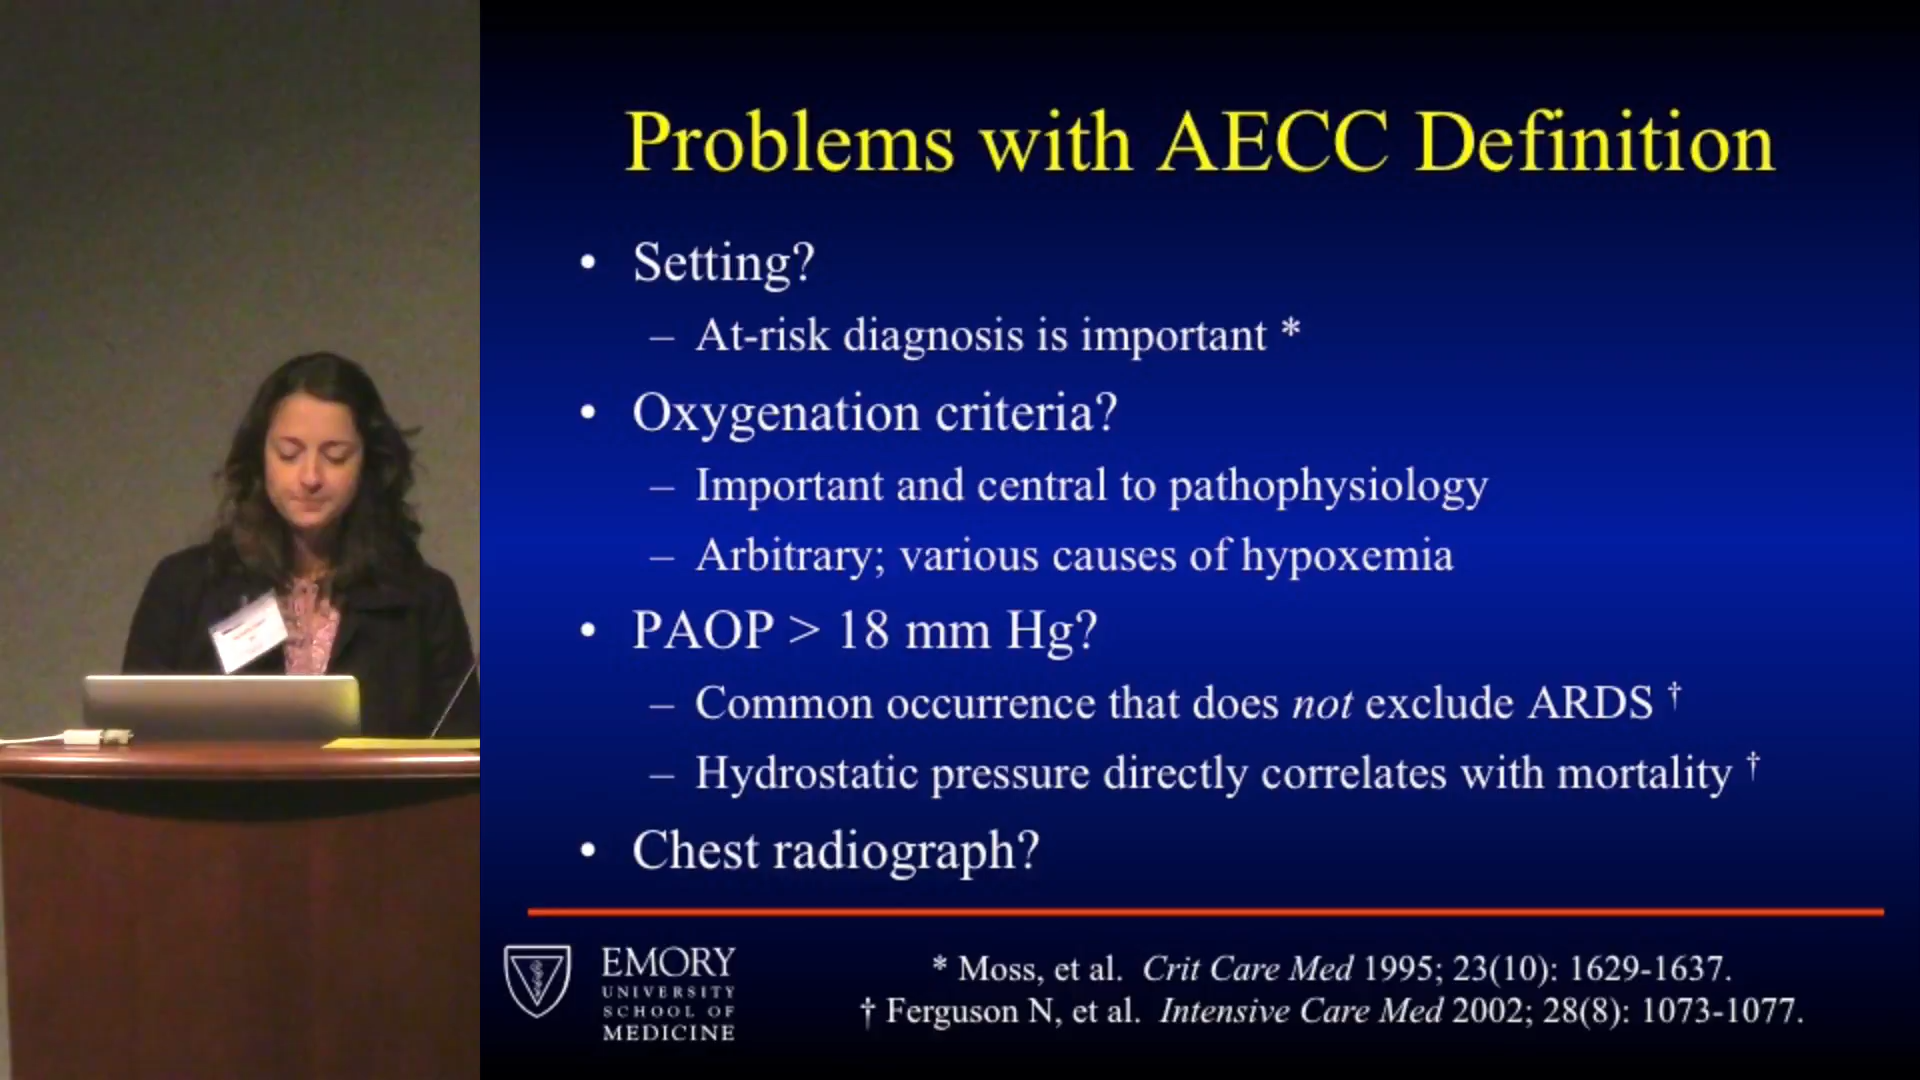 Problems with AECC Definition
• Setting?
– At-risk diagnosis is important *
• Oxygenation criteria?
– Important and central to pathophysiology
– Arbitrary; various causes of hypoxemia
• PAOP > 18 mm Hg?
– Common occurrence that does not exclude ARDS †
– Hydrostatic pressure directly correlates with mortality †
• Chest radiograph?
EMORY
UNIVERSITY
SCHOOL OF
MEDICINE
* Moss, et al. Crit Care Med 1995; 23(10): 1629-1637.
† Ferguson N, et al. Intensive Care Med 2002; 28(8): 1073-1077.